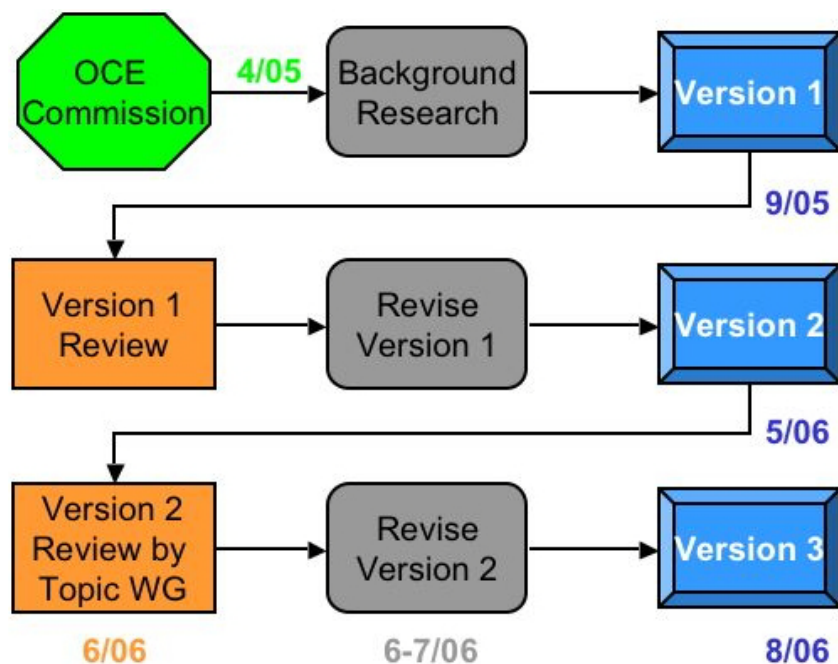 OCE
Commission
4/05
Background
Research
Version 1
9/05
Version 1
Review
Revise
Version 1
Version 2
5/06
Version 2
Review by
Topic WG
Revise
Version 2
Version 3
6/06
6-7/06
8/06